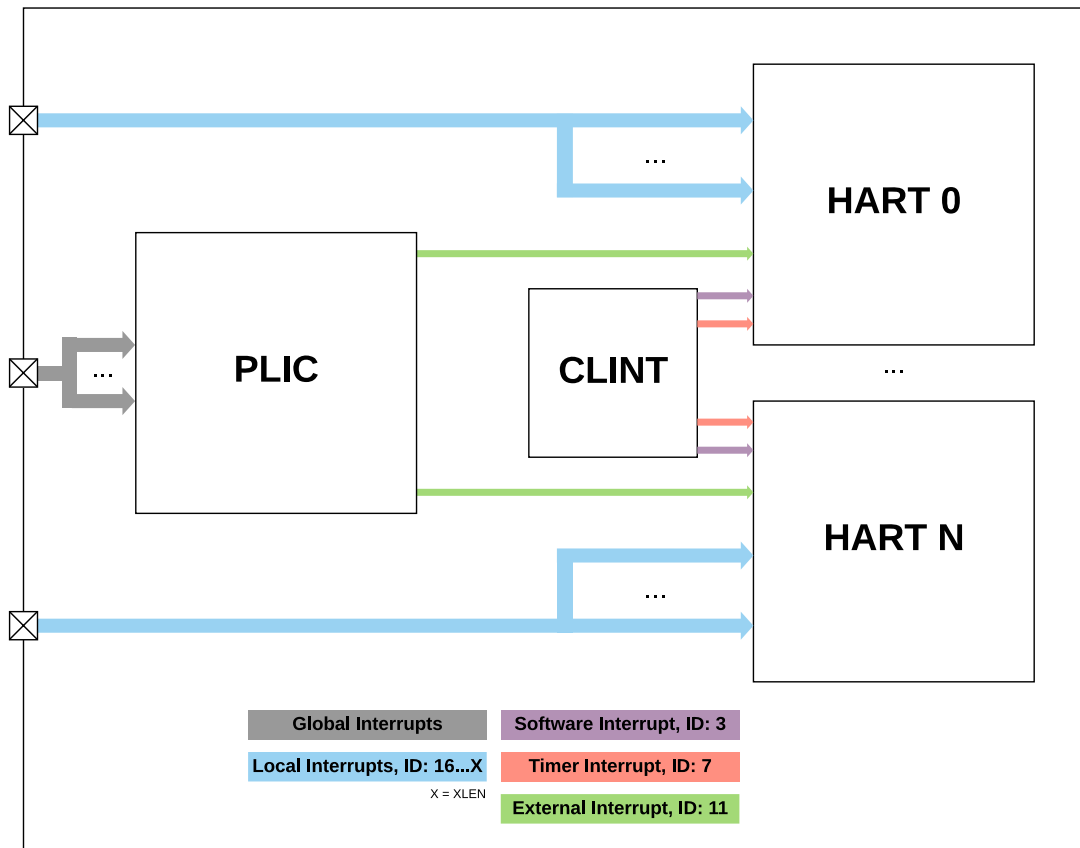 ...
HART 0
PLIC
CLINT
...
...
HART N
...
Global Interrupts
Software Interrupt, ID: 3
Local Interrupts, ID: 16...X
Timer Interrupt, ID: 7
X = XLEN
External Interrupt, ID: 11